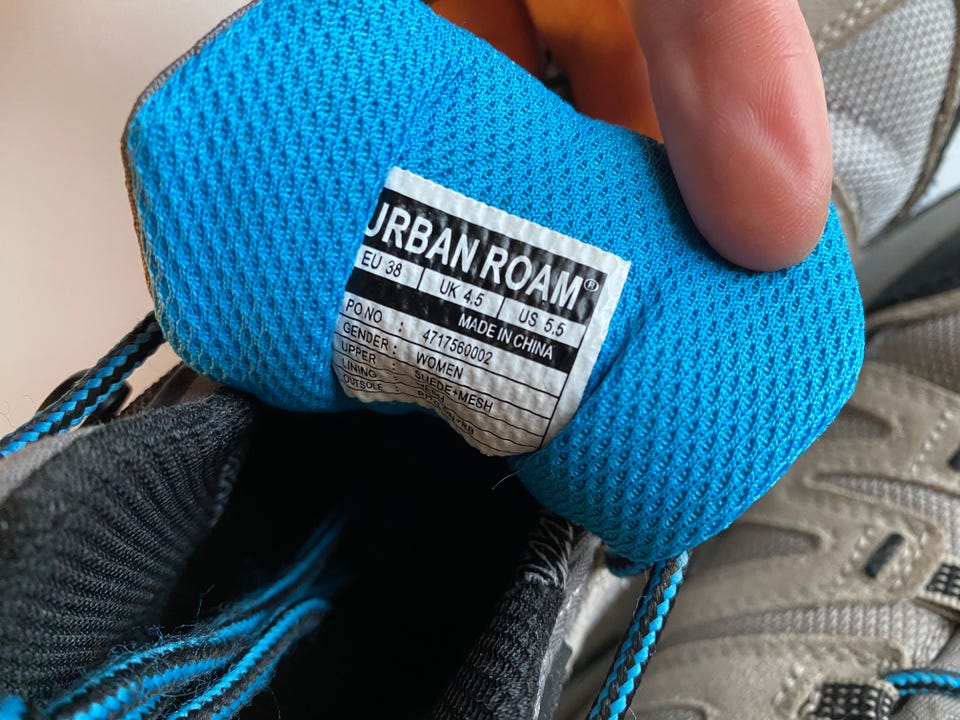 URBAN ROAM®
EU 38 UK 4,5 US 5,5
MADE IN CHINA
PO NO : 4717560002
GENDER : WOMEN
UPPER : SUEDE+MESH
LINING : MESH
OUTSOLE :